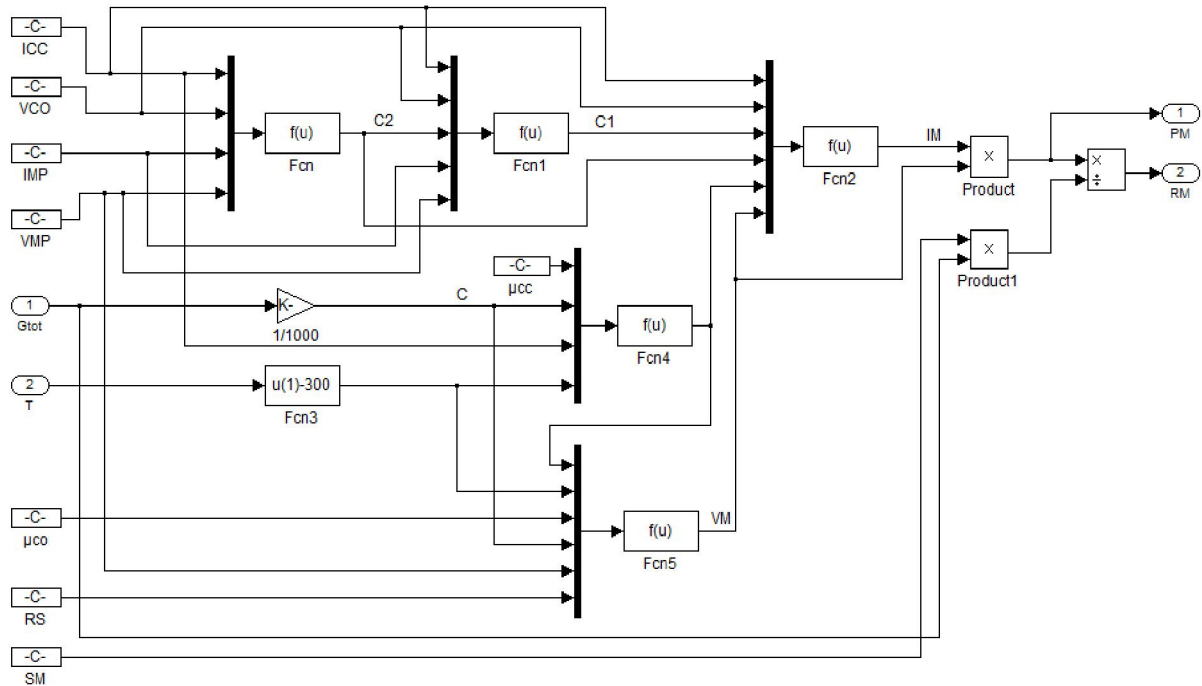 -C-
ICC
-C-
VCO
-C-
IMP
-C-
VMP
f(u)
Fcn
C2
f(u)
Fcn1
C1
f(u)
Fcn2
IM
×
Product
1
PM
×
÷
2
RM
×
Product1
-C-
µcc
1
Gtot
K-
1/1000
C
f(u)
Fcn4
2
T
u(1)-300
Fcn3
-C-
µco
f(u)
Fcn5
VM
-C-
RS
-C-
SM